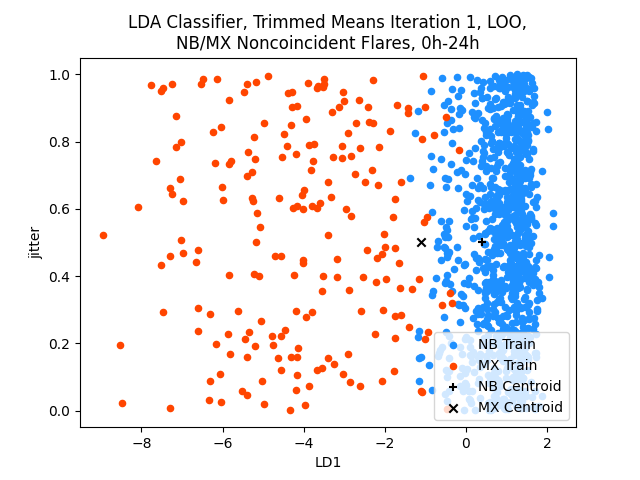 LDA Classifier, Trimmed Means Iteration 1, LOO,
NB/MX Noncoincident Flares, 0h-24h
1.0
0.8
0.6
0.4
0.2
0.0
jitter
−8
−6
−4
−2
0
2
LD1
NB Train
MX Train
NB Centroid
MX Centroid